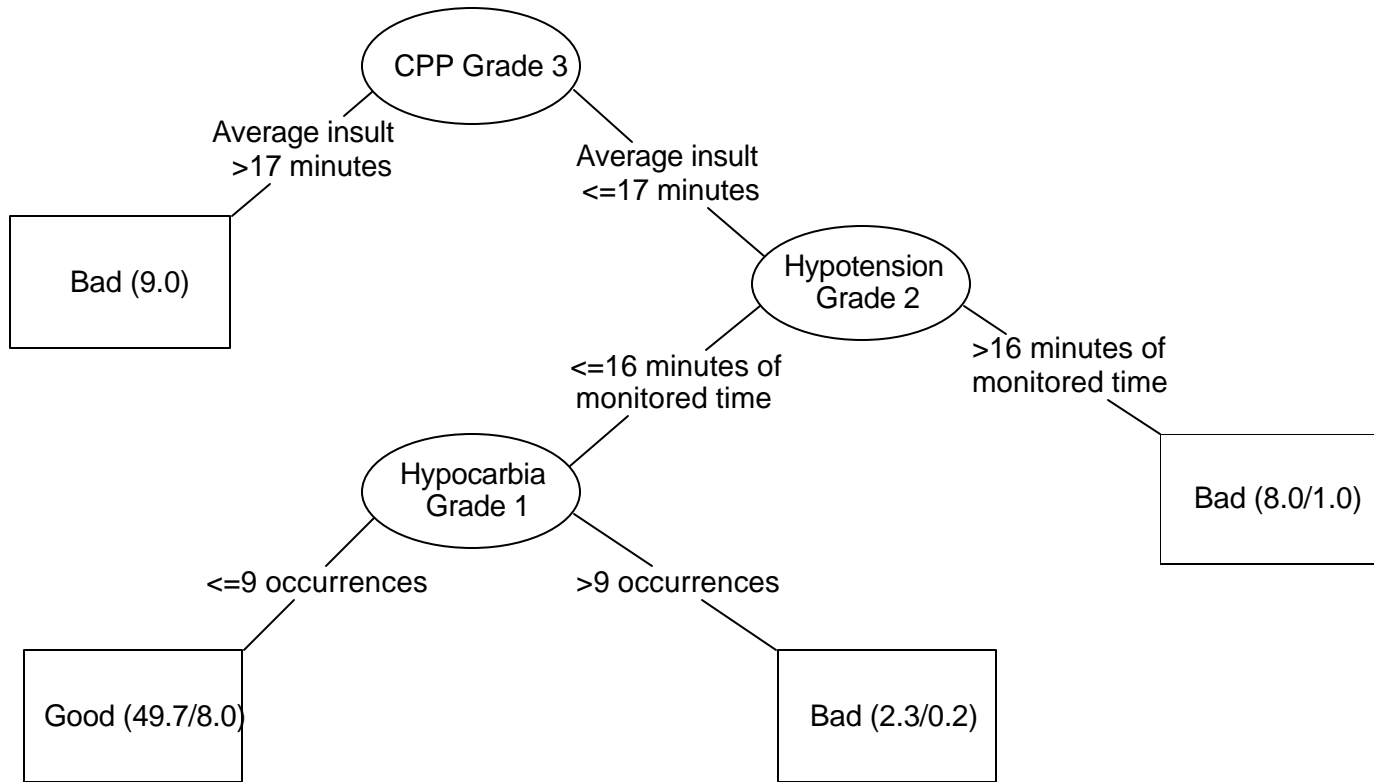 CPP Grade 3
Average insult
>17 minutes
Average insult
<=17 minutes
Bad (9.0)
Hypotension
Grade 2
<=16 minutes of
monitored time
>16 minutes of
monitored time
Hypocarbia
Grade 1
Bad (8.0/1.0)
<=9 occurrences
>9 occurrences
Good (49.7/8.0)
Bad (2.3/0.2)